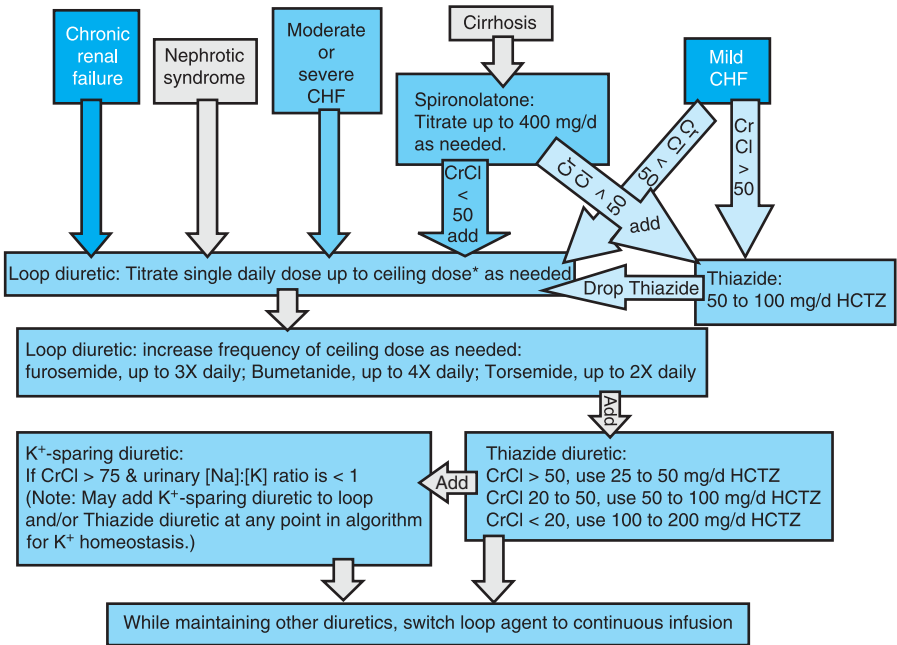 Chronic
renal
failure
Nephrotic
syndrome
Moderate
or
severe
CHF
Cirrhosis
Mild
CHF
Spironolatone:
Titrate up to 400 mg/d
as needed.
CrCl
<
50
add
Cr Cl > 50
add
Cr Cl < 50
Cr
Cl
>
50
Loop diuretic: Titrate single daily dose up to ceiling dose* as needed
Drop Thiazide
Thiazide:
50 to 100 mg/d HCTZ
Loop diuretic: increase frequency of ceiling dose as needed:
furosemide, up to 3X daily; Bumetanide, up to 4X daily; Torsemide, up to 2X daily
Add
K⁺-sparing diuretic:
If CrCl > 75 & urinary [Na]:[K] ratio is < 1
(Note: May add K⁺-sparing diuretic to loop
and/or Thiazide diuretic at any point in algorithm
for K⁺ homeostasis.)
Add
Thiazide diuretic:
CrCl > 50, use 25 to 50 mg/d HCTZ
CrCl 20 to 50, use 50 to 100 mg/d HCTZ
CrCl < 20, use 100 to 200 mg/d HCTZ
While maintaining other diuretics, switch loop agent to continuous infusion